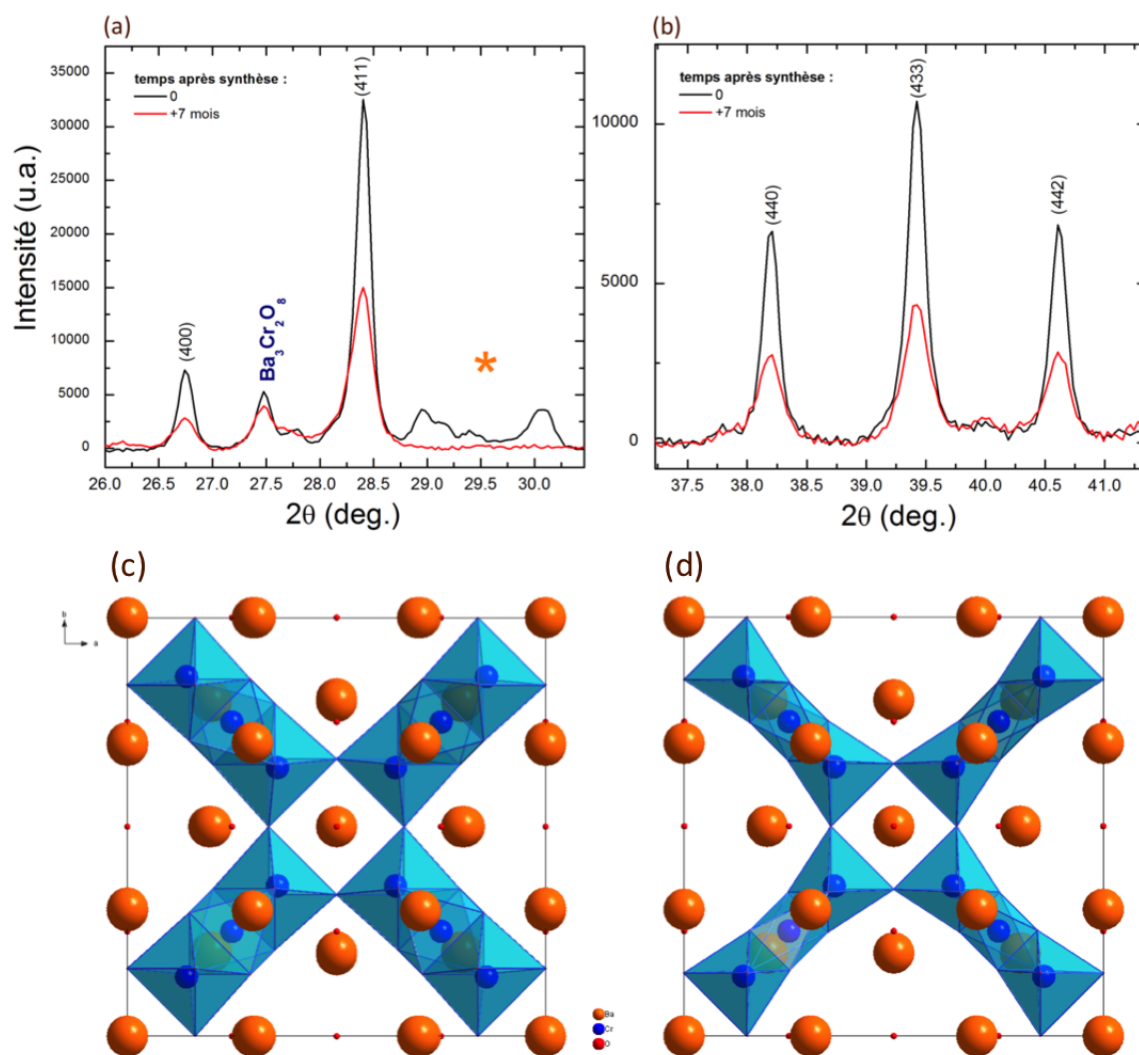 (a)
(b)
temps après synthèse :
0
+7 mois
(400)
Ba3Cr2O8
(411)
*
35000
30000
25000
20000
15000
10000
5000
0
Intensité (u.a.)
26.0 26.5 27.0 27.5 28.0 28.5 29.0 29.5 30.0
2θ (deg.)
temps après synthèse :
0
+7 mois
(440)
(433)
(442)
10000
5000
0
37.5 38.0 38.5 39.0 39.5 40.0 40.5 41.0
2θ (deg.)
(c)
(d)
b
a
Ba
Cr
O